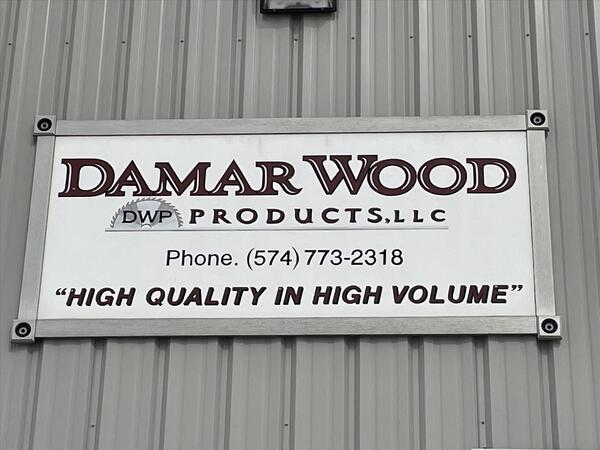 DAMAR WOOD
DWP PRODUCTS, LLC
Phone. (574) 773-2318
"HIGH QUALITY IN HIGH VOLUME"